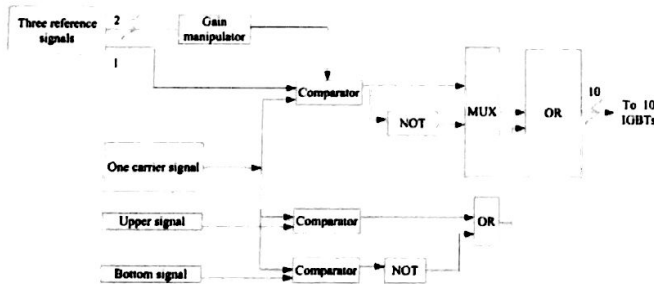 Three reference
signals
2
1
Gain
manipulator
Comparator
NOT
MUX
OR
10
To 10
IGBTs
One carrier signal
Upper signal
Comparator
OR
Bottom signal
Comparator
NOT